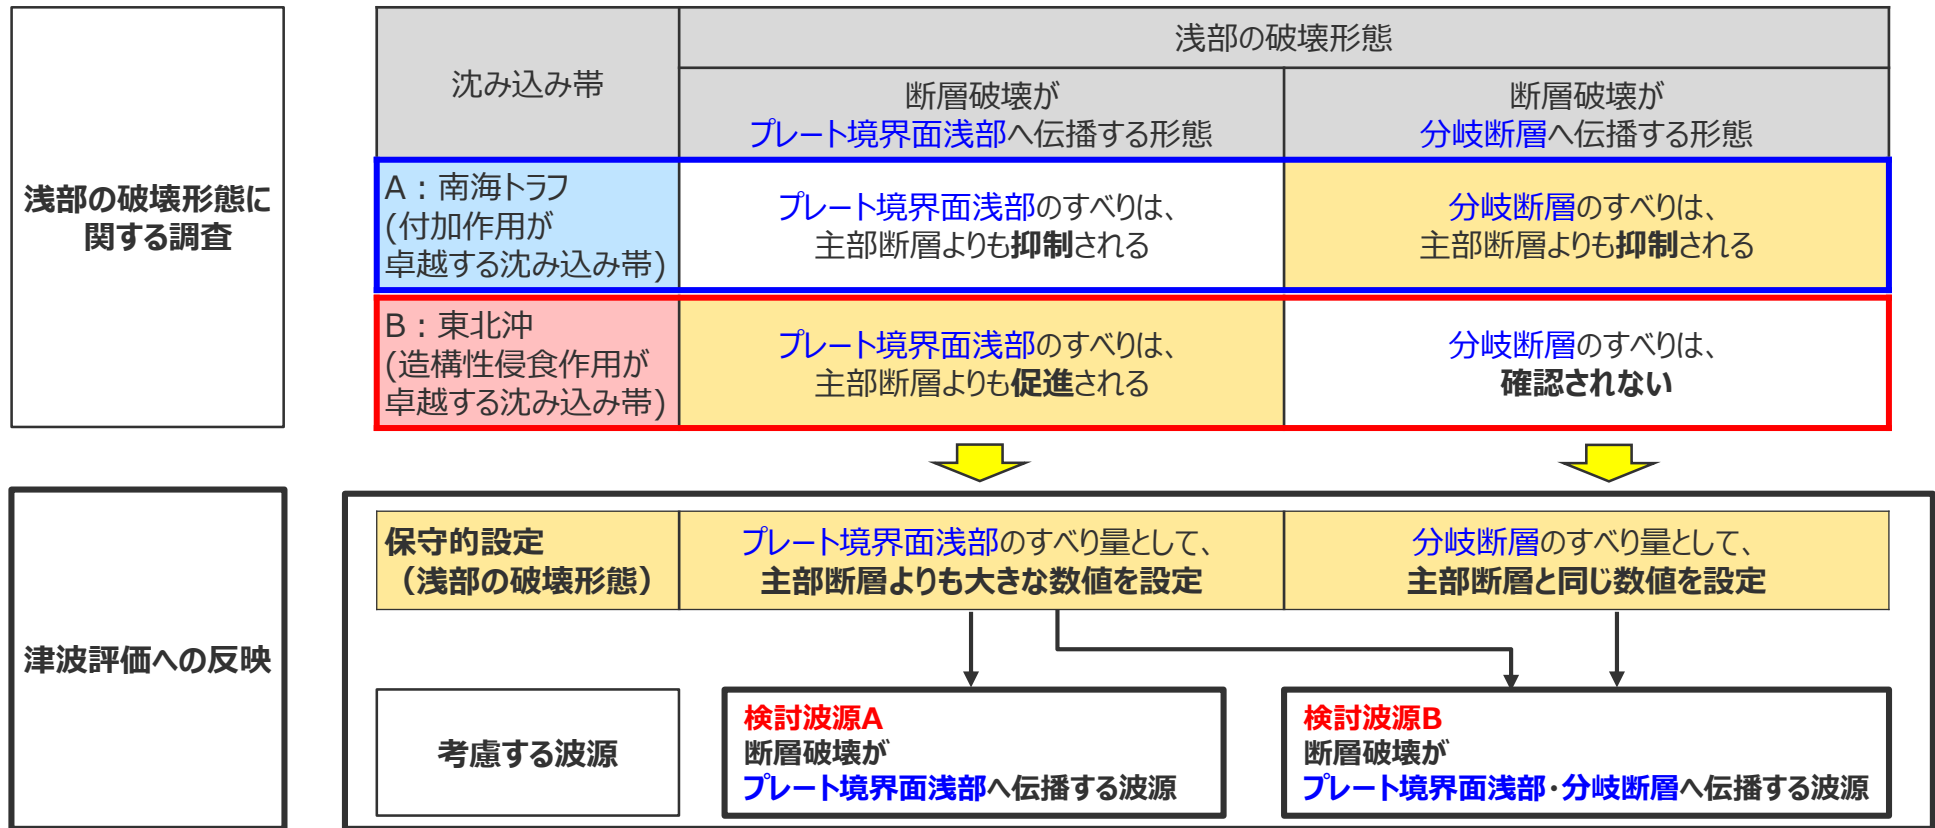 浅部の破壊形態に
関する調査
沈み込み帯
浅部の破壊形態
断層破壊が
プレート境界面浅部へ伝播する形態
断層破壊が
分岐断層へ伝播する形態
A：南海トラフ
(付加作用が
卓越する沈み込み帯)
プレート境界面浅部のすべりは、
主部断層よりも抑制される
分岐断層のすべりは、
主部断層よりも抑制される
B：東北沖
(造構性侵食作用が
卓越する沈み込み帯)
プレート境界面浅部のすべりは、
主部断層よりも促進される
分岐断層のすべりは、
確認されない
津波評価への反映
保守的設定
（浅部の破壊形態）
プレート境界面浅部のすべり量として、
主部断層よりも大きな数値を設定
分岐断層のすべり量として、
主部断層と同じ数値を設定
考慮する波源
検討波源A
断層破壊が
プレート境界面浅部へ伝播する波源
検討波源B
断層破壊が
プレート境界面浅部・分岐断層へ伝播する波源